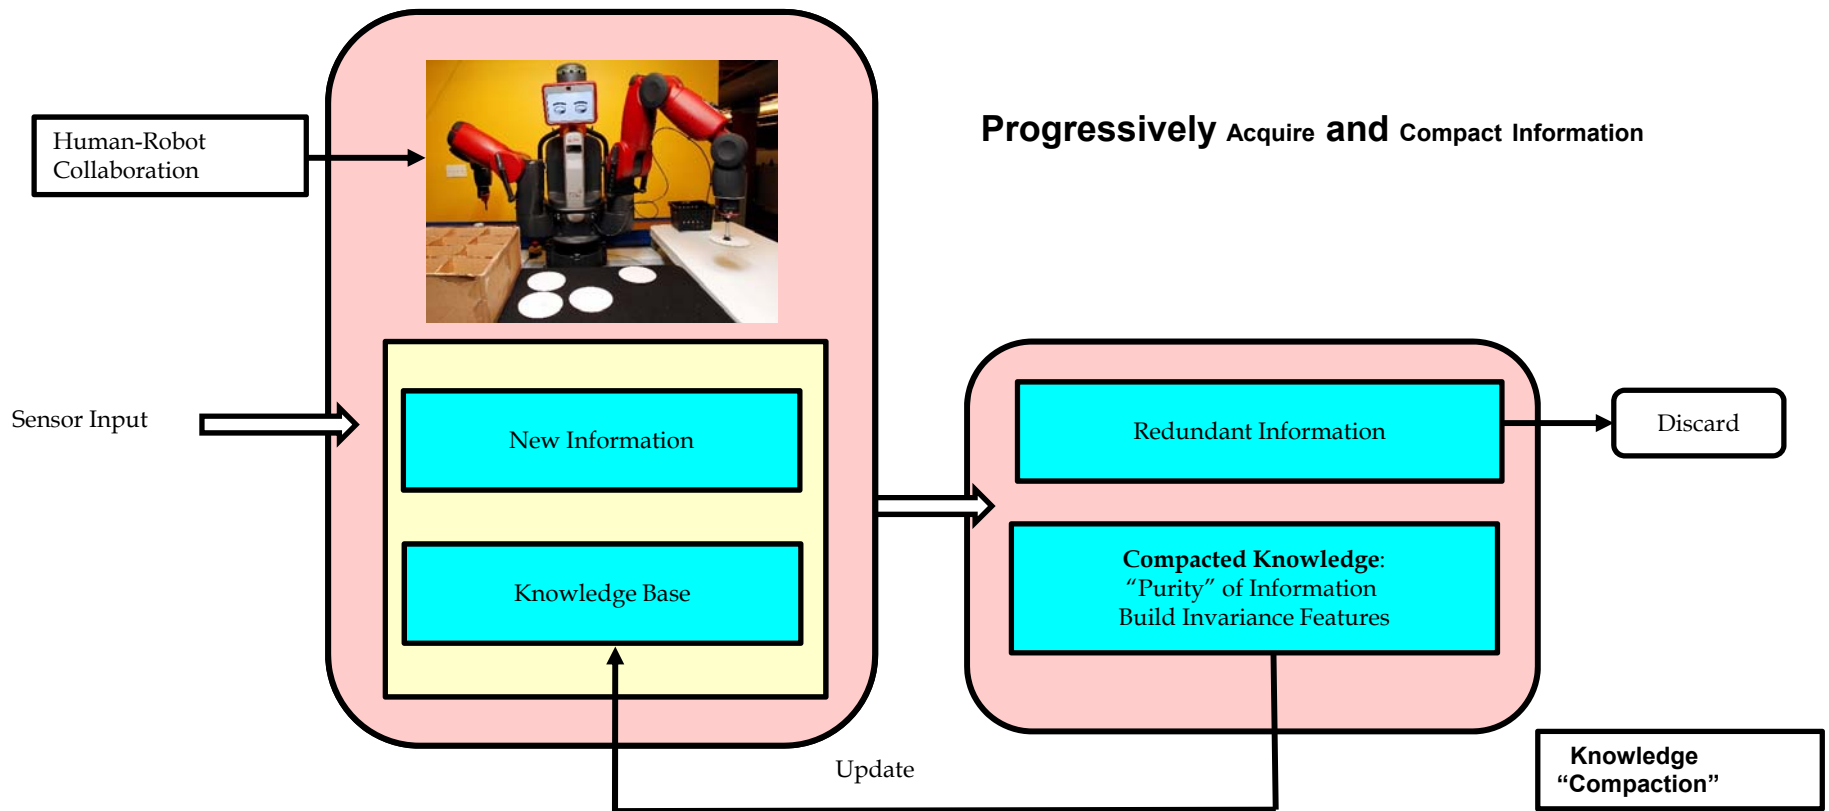 Human-Robot
Collaboration
Progressively Acquire and Compact Information
Sensor Input
New Information
Knowledge Base
Redundant Information
Discard
Compacted Knowledge:
“Purity” of Information
Build Invariance Features
Update
Knowledge
“Compaction”